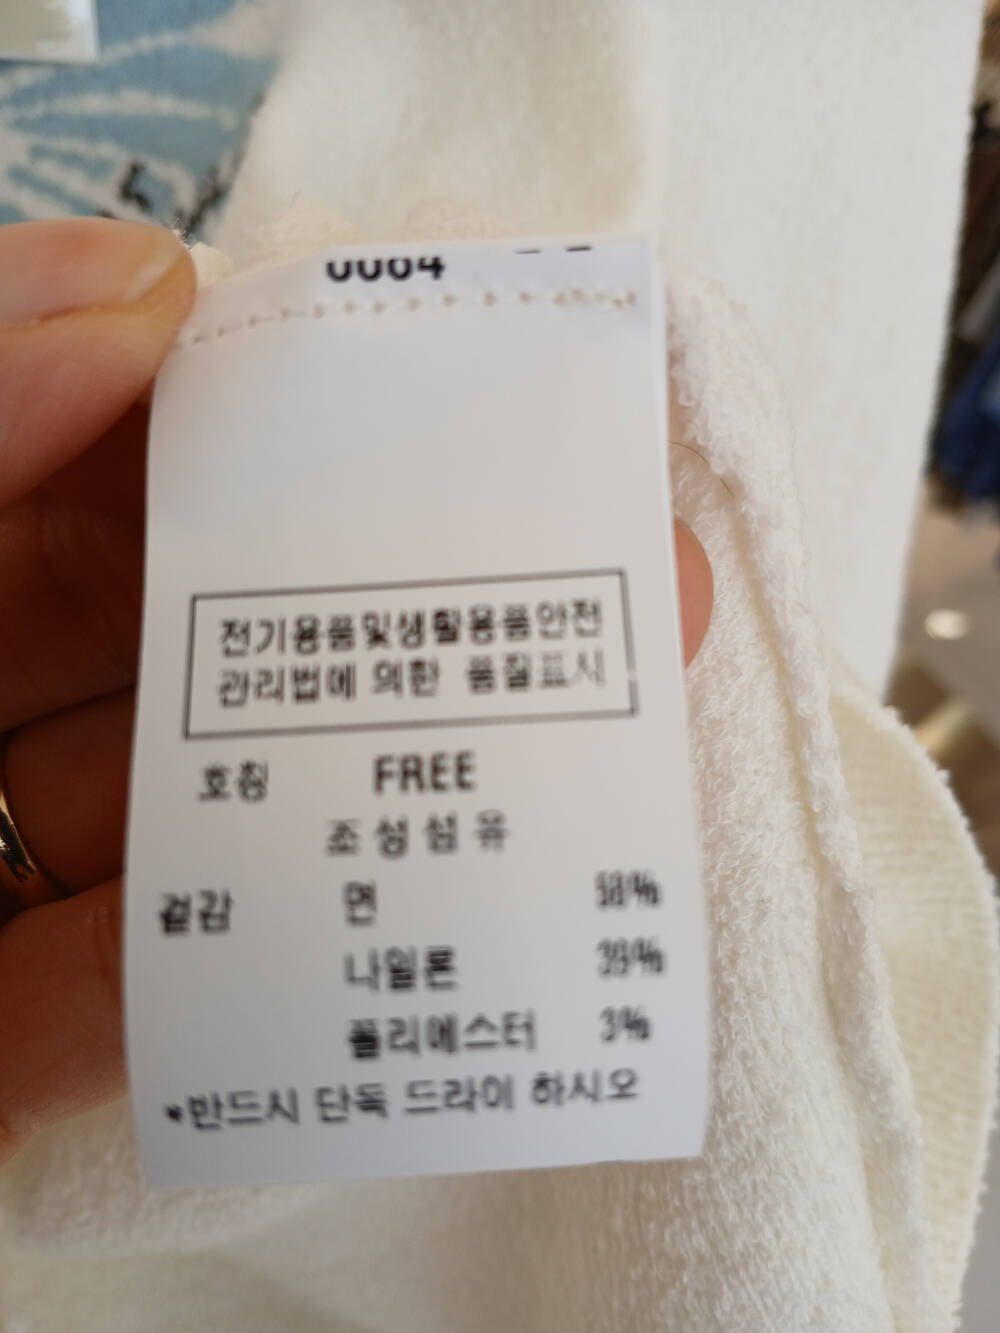 0064
전기용품및생활용품안전
관리법에 의한 품질표시
호칭 FREE
조성섬유
겉감 면 58%
나일론 39%
폴리에스터 3%
*반드시 단독 드라이 하시오